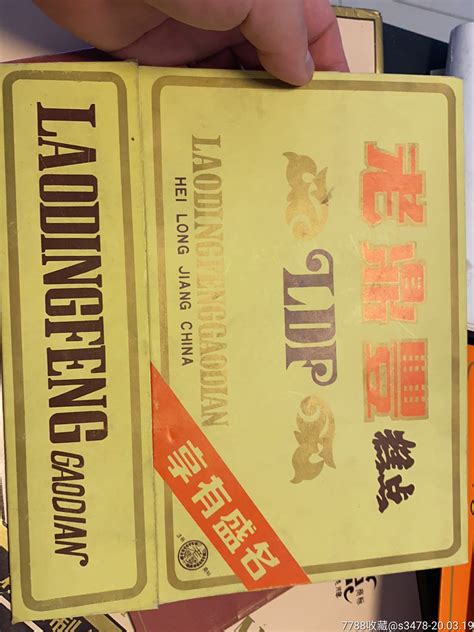 老鼎豐
糕点
LDP
LAODINGFENGGAODIAN
HEI LONG JIANG CHINA
享有盛名
LAODINGFENG GAODIAN
7788收藏@s3478-20.03.19